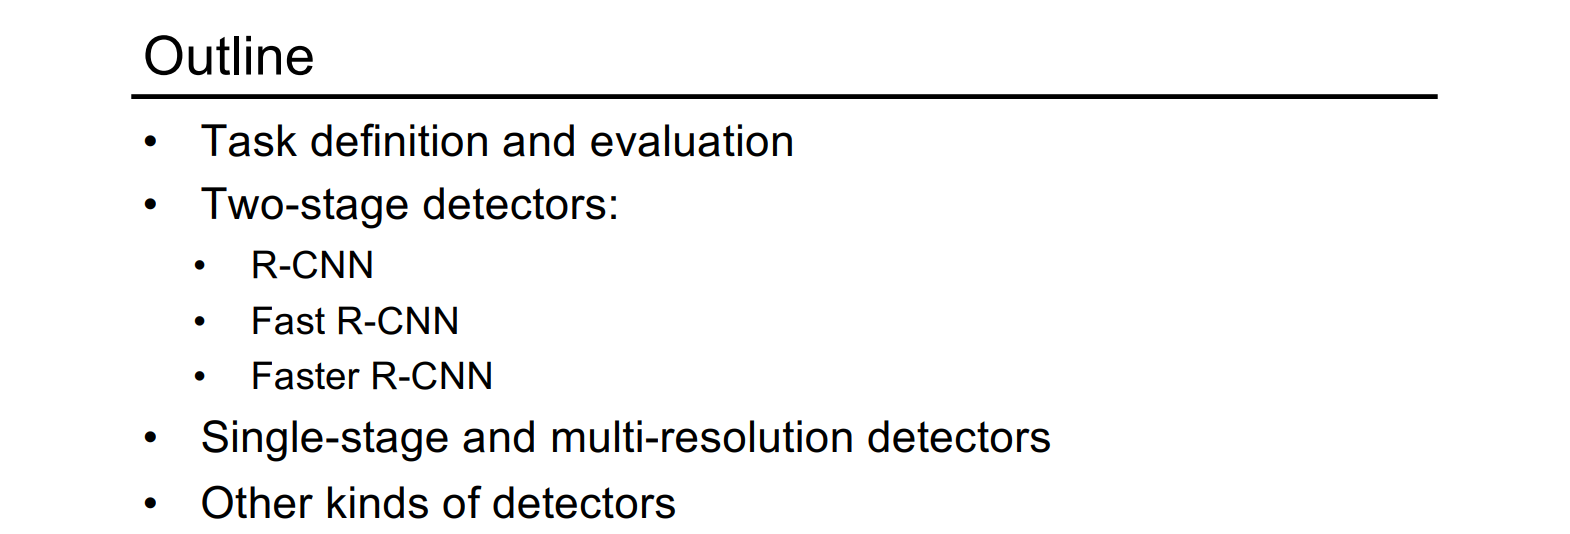 Outline
• Task definition and evaluation
• Two-stage detectors:
• R-CNN
• Fast R-CNN
• Faster R-CNN
• Single-stage and multi-resolution detectors
• Other kinds of detectors